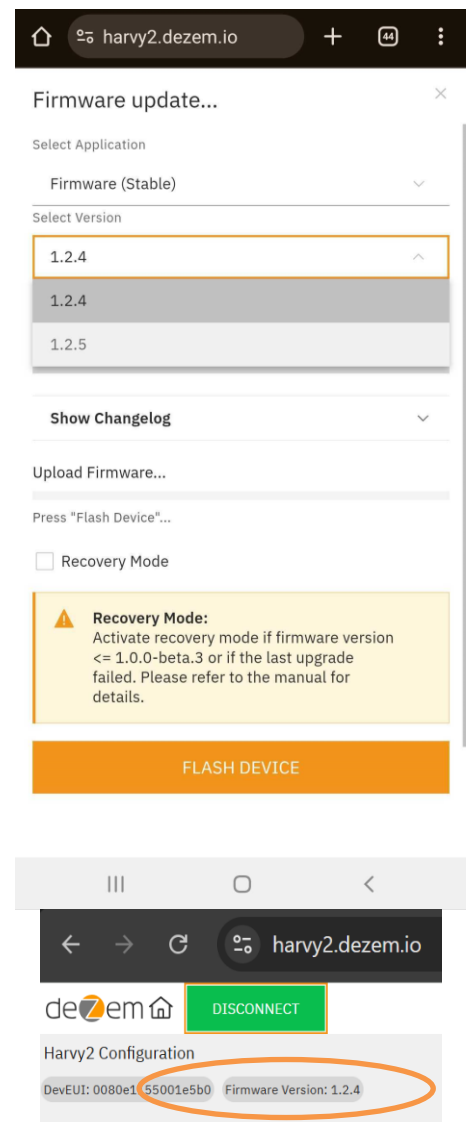 harvy2.dezem.io
44
Firmware update...
Select Application
Firmware (Stable)
Select Version
1.2.4
1.2.4
1.2.5
Show Changelog
Upload Firmware...
Press "Flash Device"...
Recovery Mode
Recovery Mode:
Activate recovery mode if firmware version
<= 1.0.0-beta.3 or if the last upgrade
failed. Please refer to the manual for
details.
FLASH DEVICE
harvy2.dezem.io
dezem DISCONNECT
Harvy2 Configuration
DevEUI: 0080e1 55001e5b0 Firmware Version: 1.2.4